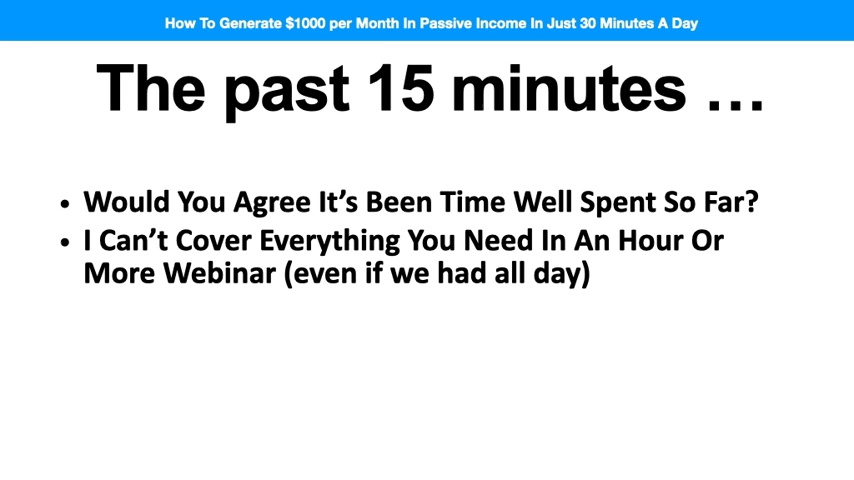 How To Generate $1000 per Month In Passive Income In Just 30 Minutes A Day
The past 15 minutes …
• Would You Agree It’s Been Time Well Spent So Far?
• I Can’t Cover Everything You Need In An Hour Or
More Webinar (even if we had all day)